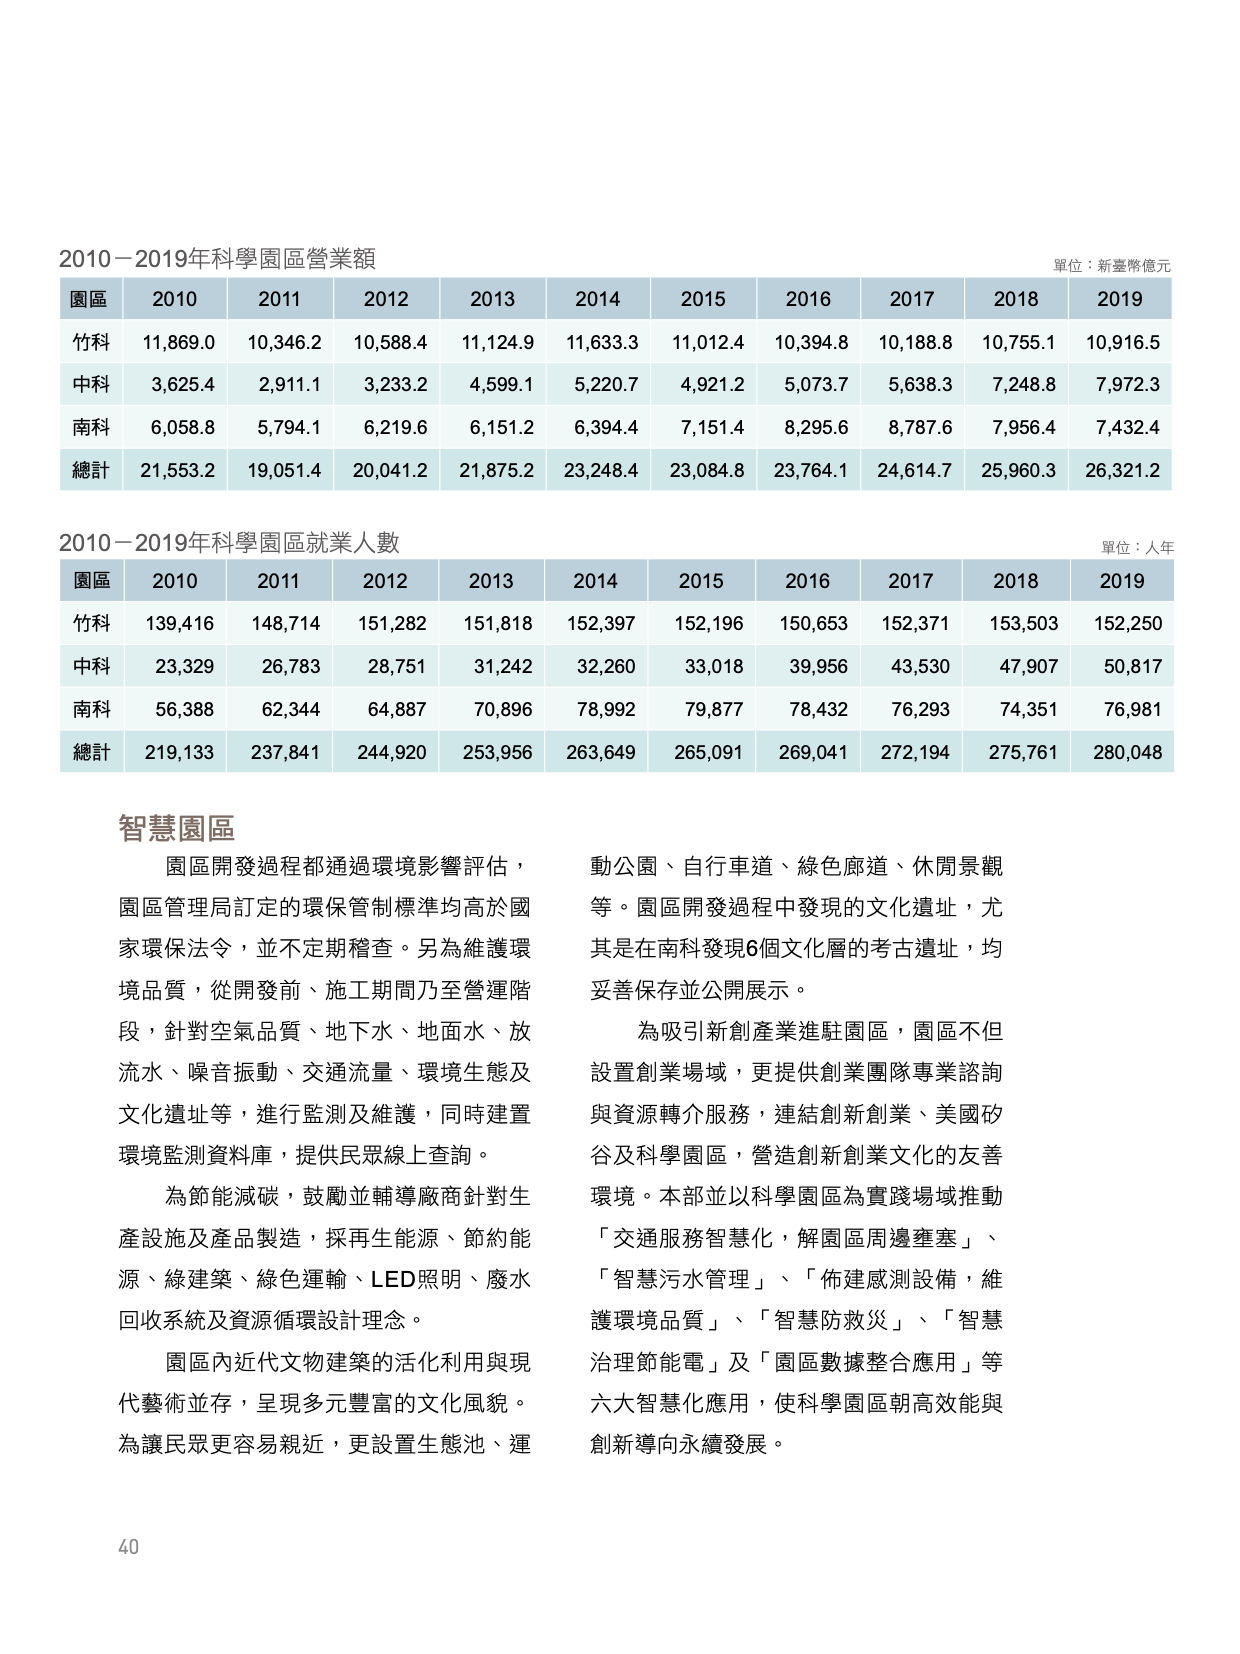 2010－2019年科學園區營業額
單位：新臺幣億元
園區 2010 2011 2012 2013 2014 2015 2016 2017 2018 2019
竹科 11,869.0 10,346.2 10,588.4 11,124.9 11,633.3 11,012.4 10,394.8 10,188.8 10,755.1 10,916.5
中科 3,625.4 2,911.1 3,233.2 4,599.1 5,220.7 4,921.2 5,073.7 5,638.3 7,248.8 7,972.3
南科 6,058.8 5,794.1 6,219.6 6,151.2 6,394.4 7,151.4 8,295.6 8,787.6 7,956.4 7,432.4
總計 21,553.2 19,051.4 20,041.2 21,875.2 23,248.4 23,084.8 23,764.1 24,614.7 25,960.3 26,321.2
2010－2019年科學園區就業人數
單位：人年
園區 2010 2011 2012 2013 2014 2015 2016 2017 2018 2019
竹科 139,416 148,714 151,282 151,818 152,397 152,196 150,653 152,371 153,503 152,250
中科 23,329 26,783 28,751 31,242 32,260 33,018 39,956 43,530 47,907 50,817
南科 56,388 62,344 64,887 70,896 78,992 79,877 78,432 76,293 74,351 76,981
總計 219,133 237,841 244,920 253,956 263,649 265,091 269,041 272,194 275,761 280,048
智慧園區
園區開發過程都通過環境影響評估，
園區管理局訂定的環保管制標準均高於國
家環保法令，並不定期稽查。另為維護環
境品質，從開發前、施工期間乃至營運階
段，針對空氣品質、地下水、地面水、放
流水、噪音振動、交通流量、環境生態及
文化遺址等，進行監測及維護，同時建置
環境監測資料庫，提供民眾線上查詢。
為節能減碳，鼓勵並輔導廠商針對生
產設施及產品製造，採再生能源、節約能
源、綠建築、綠色運輸、LED照明、廢水
回收系統及資源循環設計理念。
園區內近代文物建築的活化利用與現
代藝術並存，呈現多元豐富的文化風貌。
為讓民眾更容易親近，更設置生態池、運
動公園、自行車道、綠色廊道、休閒景觀
等。園區開發過程中發現的文化遺址，尤
其是在南科發現6個文化層的考古遺址，均
妥善保存並公開展示。
為吸引新創產業進駐園區，園區不但
設置創業場域，更提供創業團隊專業諮詢
與資源轉介服務，連結創新創業、美國矽
谷及科學園區，營造創新創業文化的友善
環境。本部並以科學園區為實踐場域推動
「交通服務智慧化，解園區周邊壅塞」、
「智慧污水管理」、「佈建感測設備，維
護環境品質」、「智慧防救災」、「智慧
治理節能電」及「園區數據整合應用」等
六大智慧化應用，使科學園區朝高效能與
創新導向永續發展。
40